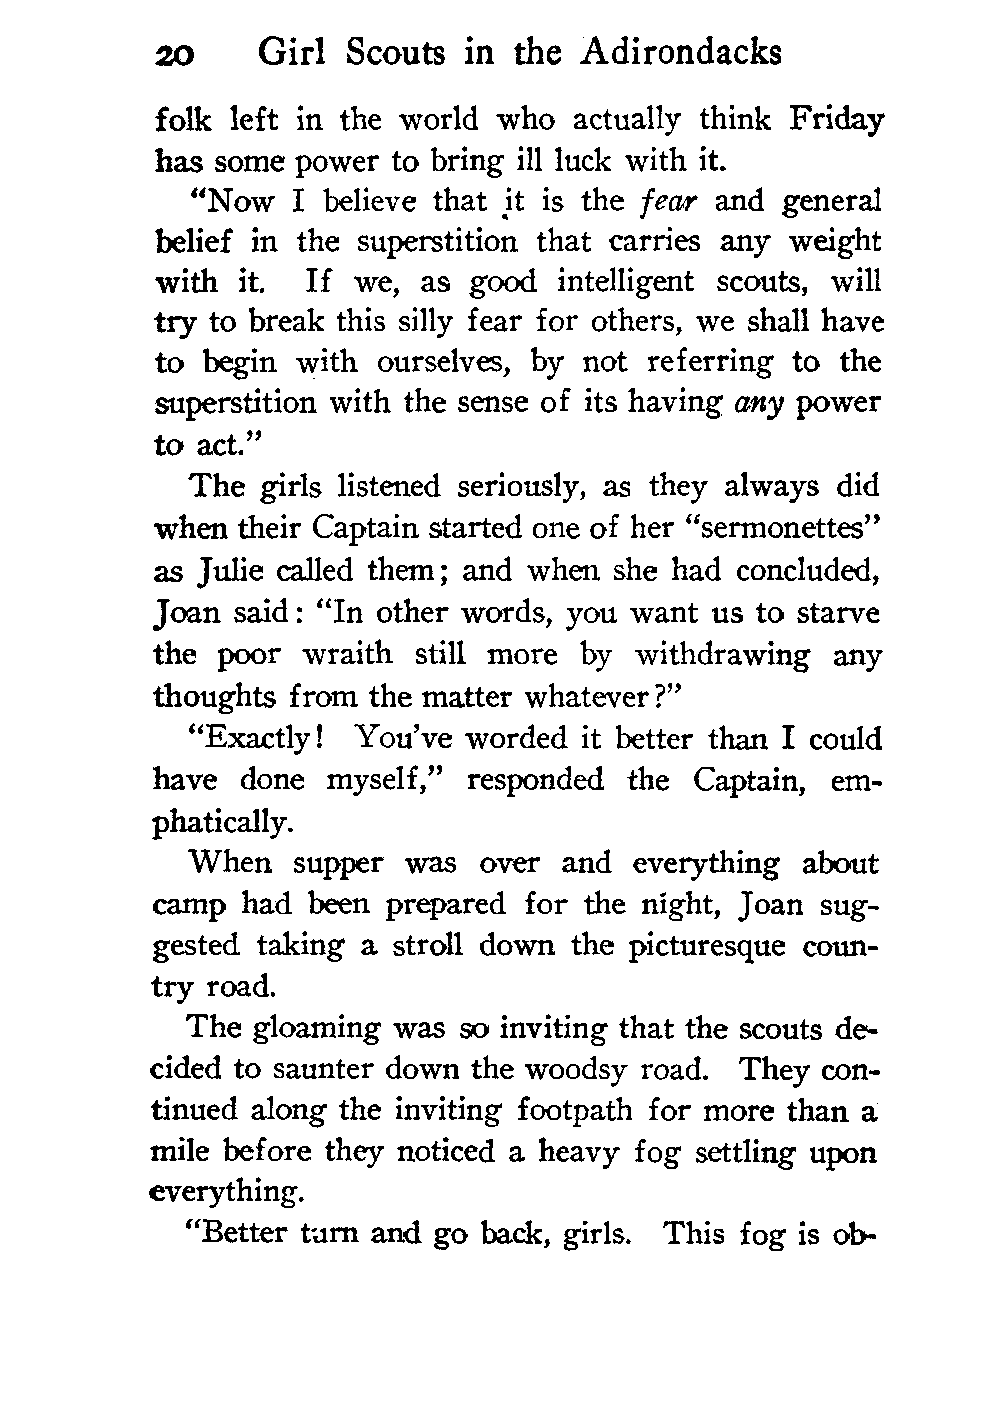 20 Girl Scouts in the Adirondacks
folk left in the world who actually think Friday
has some power to bring ill luck with it.
“Now I believe that it is the fear and general
belief in the superstition that carries any weight
with it. If we, as good intelligent scouts, will
try to break this silly fear for others, we shall have
to begin with ourselves, by not referring to the
superstition with the sense of its having any power
to act.”
The girls listened seriously, as they always did
when their Captain started one of her “sermonettes”
as Julie called them; and when she had concluded,
Joan said: “In other words, you want us to starve
the poor wraith still more by withdrawing any
thoughts from the matter whatever?”
“Exactly! You’ve worded it better than I could
have done myself,” responded the Captain, em-
phatically.
When supper was over and everything about
camp had been prepared for the night, Joan sug-
gested taking a stroll down the picturesque coun-
try road.
The gloaming was so inviting that the scouts de-
cided to saunter down the woodsy road. They con-
tinued along the inviting footpath for more than a
mile before they noticed a heavy fog settling upon
everything.
“Better turn and go back, girls. This fog is ob-